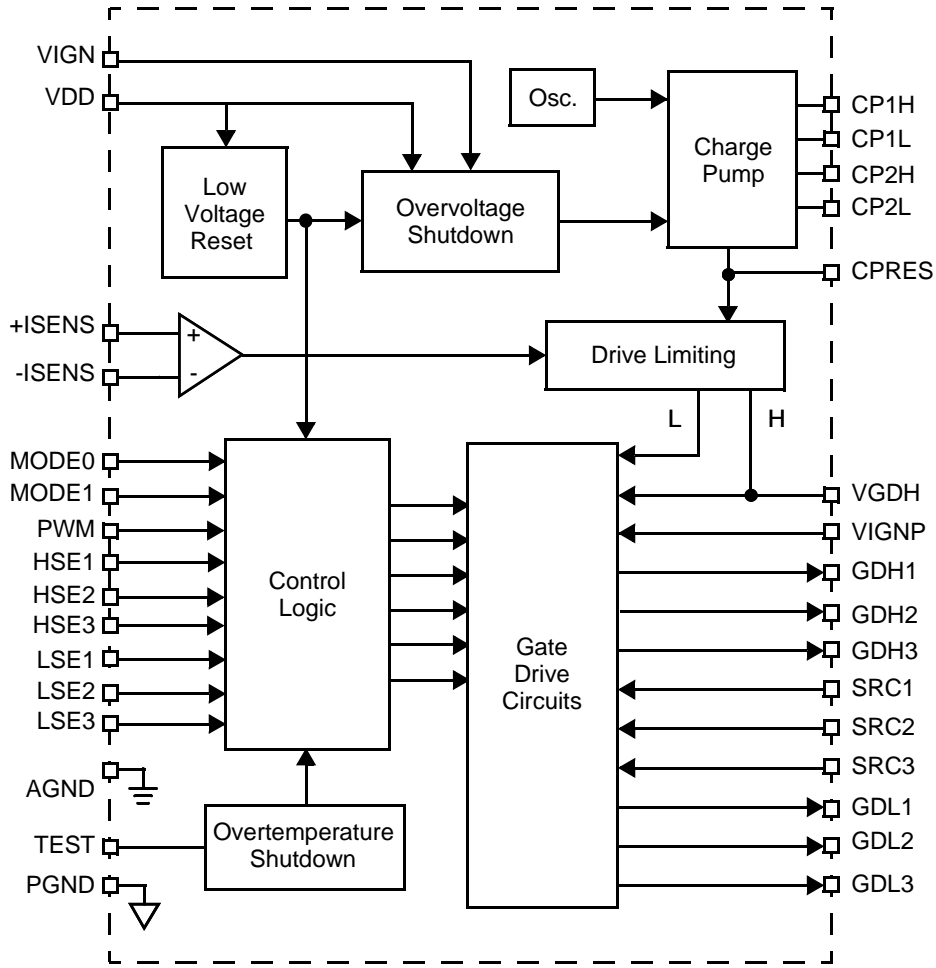 VIGN
VDD
Osc.
Charge
Pump
CP1H
CP1L
CP2H
CP2L
CPRES
Low
Voltage
Reset
Overvoltage
Shutdown
+ISENS
-ISENS
+
-
Drive Limiting
L
H
MODE0
MODE1
PWM
HSE1
HSE2
HSE3
LSE1
LSE2
LSE3
AGND
TEST
PGND
Control
Logic
Overtemperature
Shutdown
Gate
Drive
Circuits
VGDH
VIGNP
GDH1
GDH2
GDH3
SRC1
SRC2
SRC3
GDL1
GDL2
GDL3